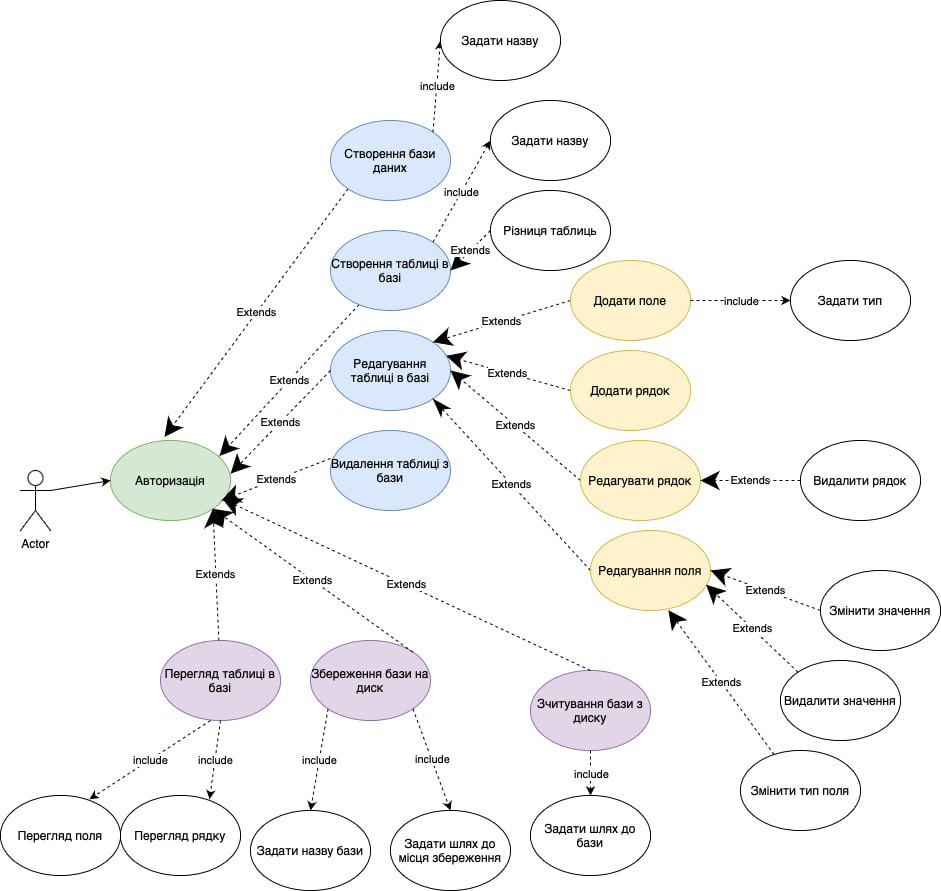 Задати назву
include
Створення бази
даних
Задати назву
include
Різниця таблиць
Extends
Створення таблиці в
базі
Extends
Додати поле
include
Задати тип
Extends
Редагування
таблиці в базі
Extends
Extends
Додати рядок
Extends
Extends
Видалення таблиці з
бази
Extends
Авторизація
Редагувати рядок
Extends
Видалити рядок
Extends
Actor
Редагування поля
Extends
Extends
Extends
Extends
Змінити значення
Extends
Перегляд таблиці в
базі
Збереження бази на
диск
Extends
Видалити значення
Зчитування бази з
диску
include
include
include
include
include
Змінити тип поля
Перегляд поля
Перегляд рядку
Задати назву бази
Задати шлях до
місця збереження
Задати шлях до
бази